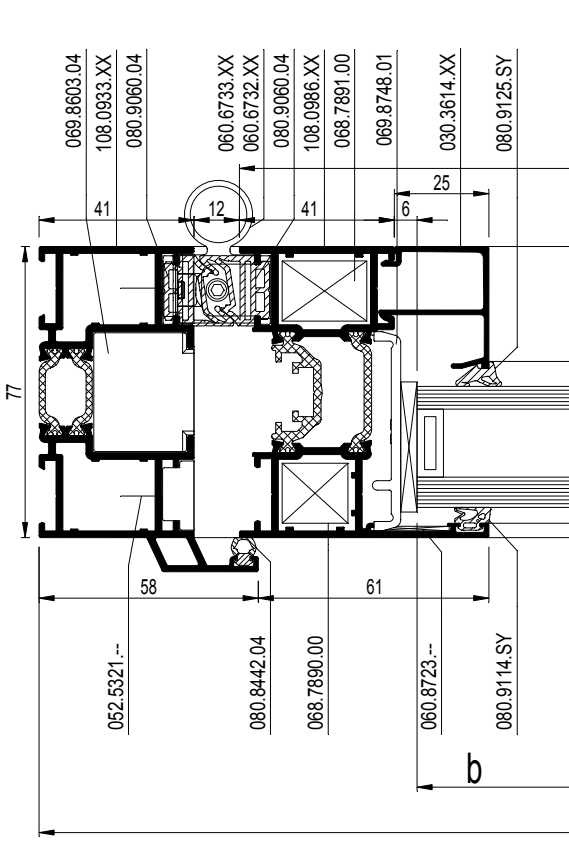 069.8603.04
108.0933.XX
080.9060.04
060.6733.XX
060.6732.XX
080.9060.04
108.0986.XX
068.7891.00
069.8748.01
030.3614.XX
080.9125.SY
25
41
12
41
6
77
58
61
052.5321.--
080.8442.04
068.7890.00
060.8723.--
080.9114.SY
b